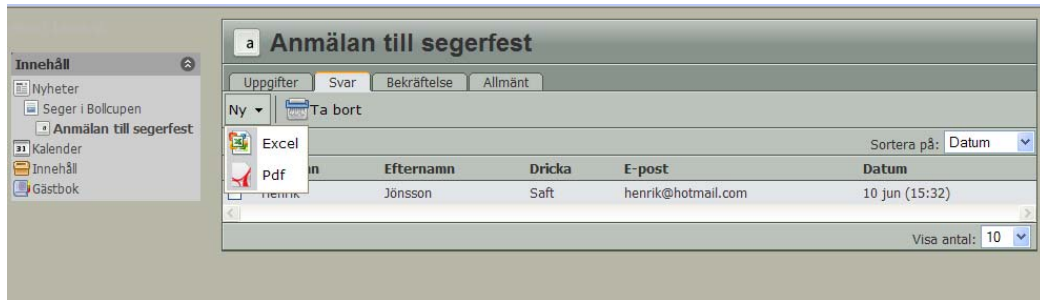 Innehåll
Nyheter
Seger i Bollcupen
a Anmälan till segerfest
31 Kalender
Innehåll
Gästbok
a Anmälan till segerfest
Uppgifter Svar Bekräftelse Allmänt
Ny Ta bort
Excel
Pdf
Sortera på: Datum
Efternamn Dricka E-post Datum
Henrik Jönsson Saft henrik@hotmail.com 10 jun (15:32)
Visa antal: 10